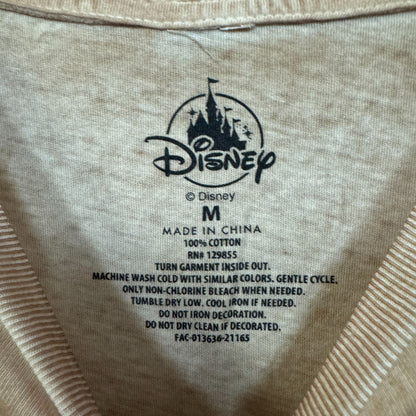 Disney
© Disney
M
MADE IN CHINA
100% COTTON
RN# 129855
TURN GARMENT INSIDE OUT.
MACHINE WASH COLD WITH SIMILAR COLORS. GENTLE CYCLE.
ONLY NON-CHLORINE BLEACH WHEN NEEDED.
TUMBLE DRY LOW. COOL IRON IF NEEDED.
DO NOT IRON DECORATION.
DO NOT DRY CLEAN IF DECORATED.
FAC-013636-21165